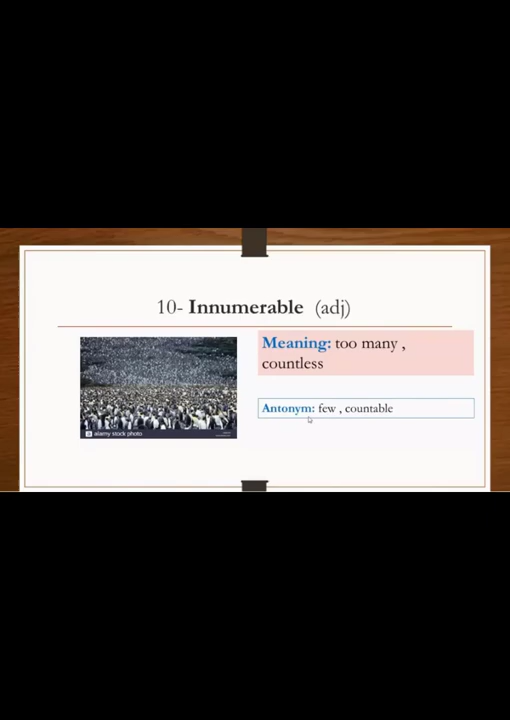 10- Innumerable (adj)
Meaning: too many ,
countless
Antonym: few , countable
alamy stock photo